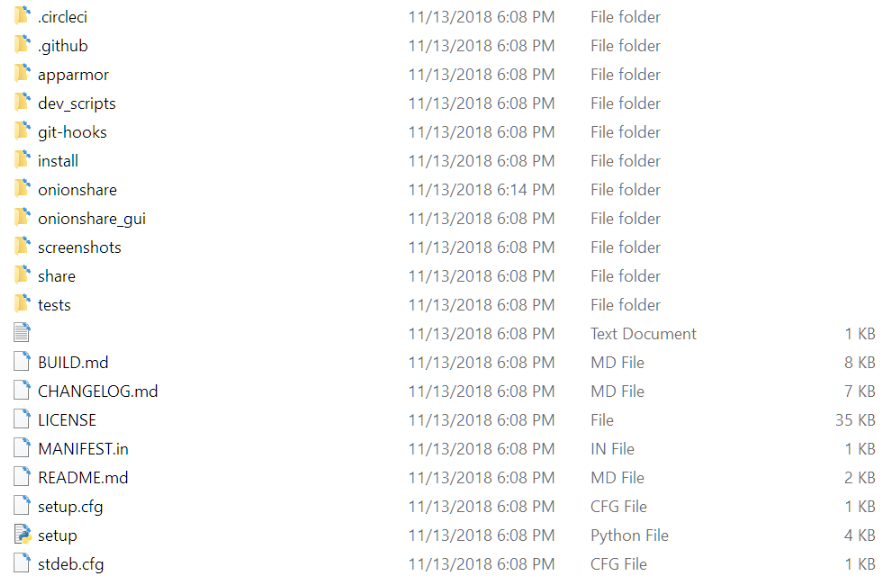 .circleci 11/13/2018 6:08 PM File folder
.github 11/13/2018 6:08 PM File folder
apparmor 11/13/2018 6:08 PM File folder
dev_scripts 11/13/2018 6:08 PM File folder
git-hooks 11/13/2018 6:08 PM File folder
install 11/13/2018 6:08 PM File folder
onionshare 11/13/2018 6:14 PM File folder
onionshare_gui 11/13/2018 6:08 PM File folder
screenshots 11/13/2018 6:08 PM File folder
share 11/13/2018 6:08 PM File folder
tests 11/13/2018 6:08 PM File folder
11/13/2018 6:08 PM Text Document 1 KB
BUILD.md 11/13/2018 6:08 PM MD File 8 KB
CHANGELOG.md 11/13/2018 6:08 PM MD File 7 KB
LICENSE 11/13/2018 6:08 PM File 35 KB
MANIFEST.in 11/13/2018 6:08 PM IN File 1 KB
README.md 11/13/2018 6:08 PM MD File 2 KB
setup.cfg 11/13/2018 6:08 PM CFG File 1 KB
setup 11/13/2018 6:08 PM Python File 4 KB
stdeb.cfg 11/13/2018 6:08 PM CFG File 1 KB